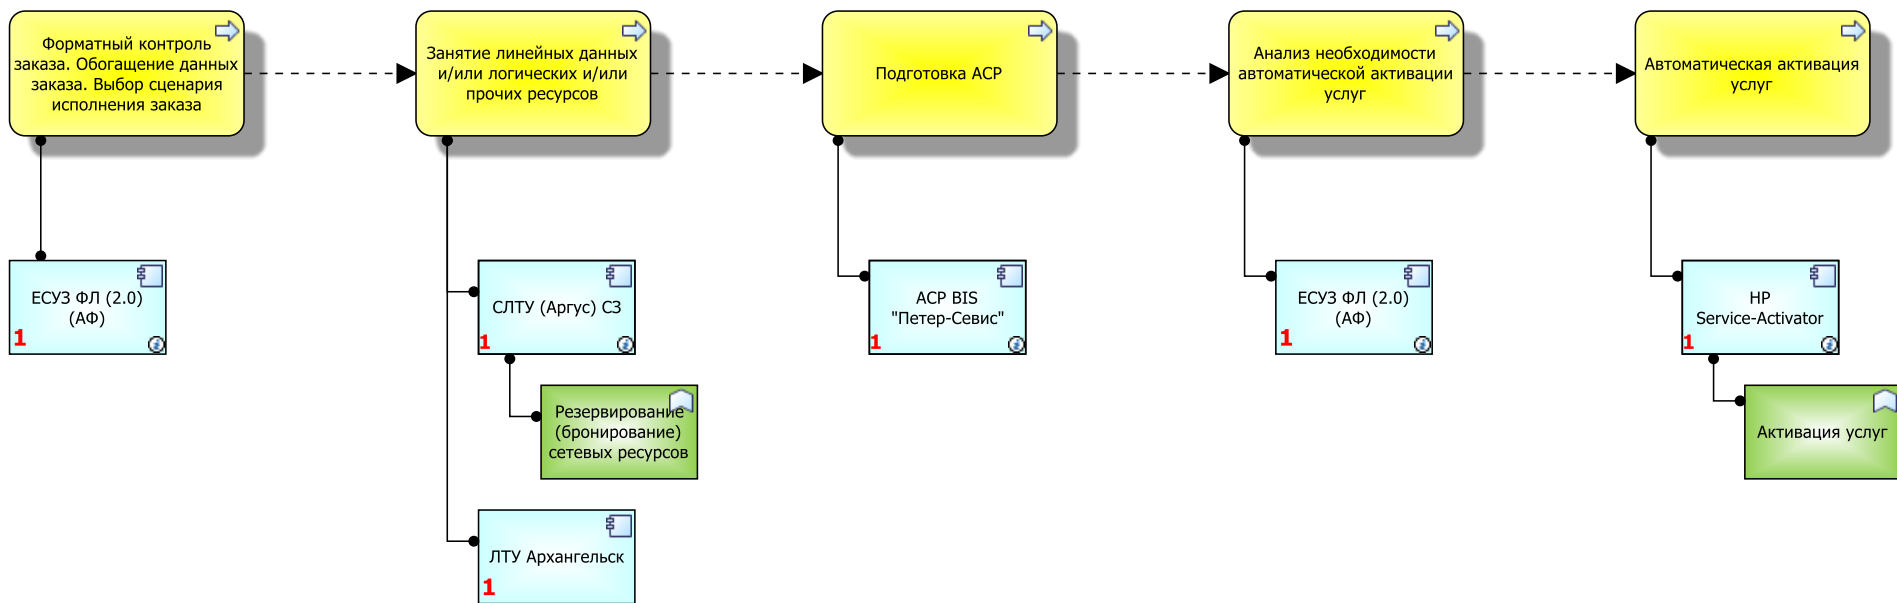 Форматный контроль
заказа. Обогащение данных
заказа. Выбор сценария
исполнения заказа
Занятие линейных данных
и/или логических и/или
прочих ресурсов
Подготовка АСР
Анализ необходимости
автоматической активации
услуг
Автоматическая активация
услуг
ЕСУЗ ФЛ (2.0)
(АФ)
1
СЛТУ (Аргус) СЗ
1
АСР BIS
"Петер-Севис"
1
ЕСУЗ ФЛ (2.0)
(АФ)
1
HP
Service-Activator
1
Резервирование
(бронирование)
сетевых ресурсов
Активация услуг
ЛТУ Архангельск
1